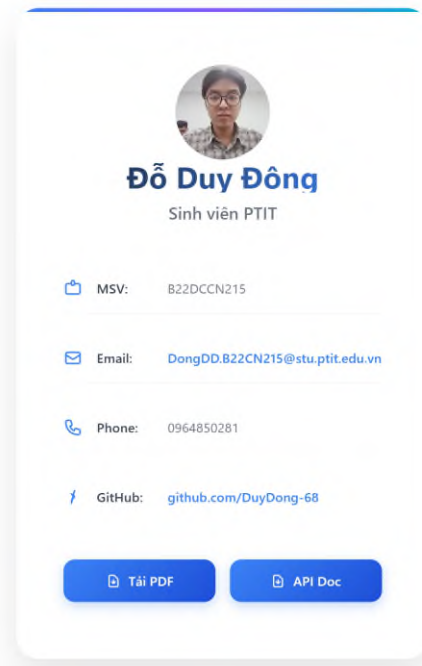 Đỗ Duy Đông
Sinh viên PTIT
MSV: B22DCCN215
Email: DongDD.B22CN215@stu.ptit.edu.vn
Phone: 0964850281
GitHub: github.com/DuyDong-68
Tải PDF API Doc